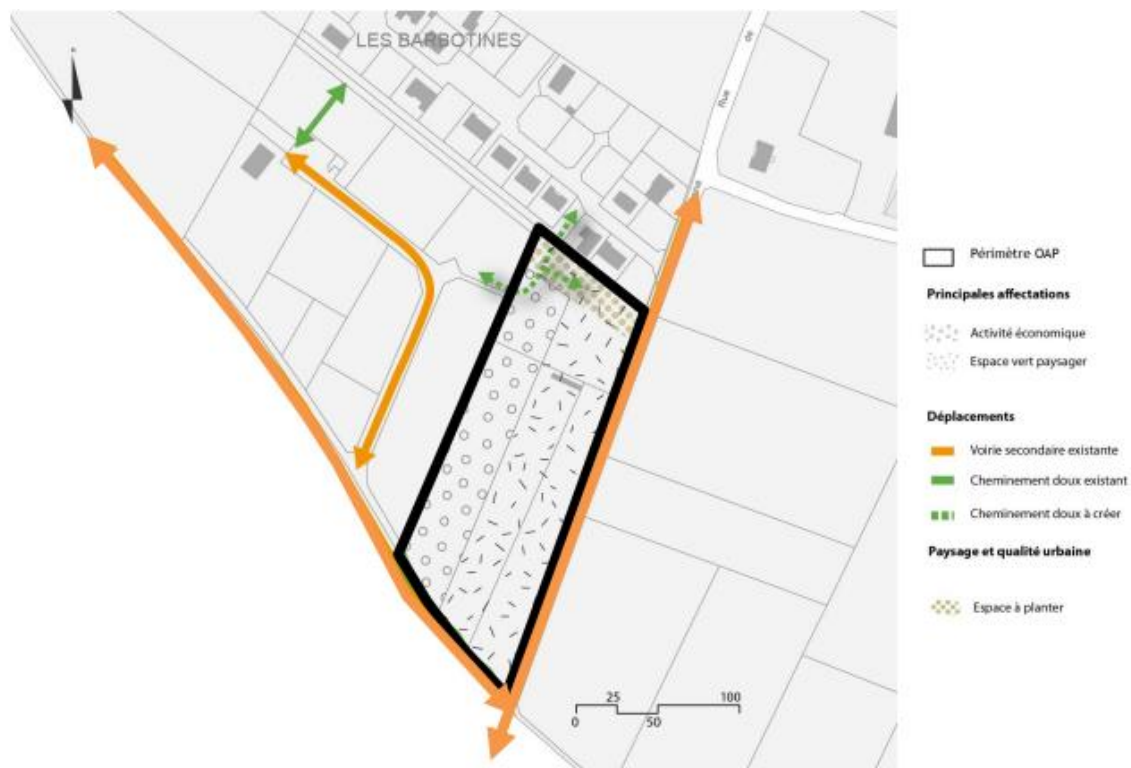 LES BARBOTINES
de
Rue
Périmètre OAP
Principales affectations
Activité économique
Espace vert paysager
Déplacements
Voirie secondaire existante
Cheminement doux existant
Cheminement doux à créer
Paysage et qualité urbaine
Espace à planter
25
100
0
50